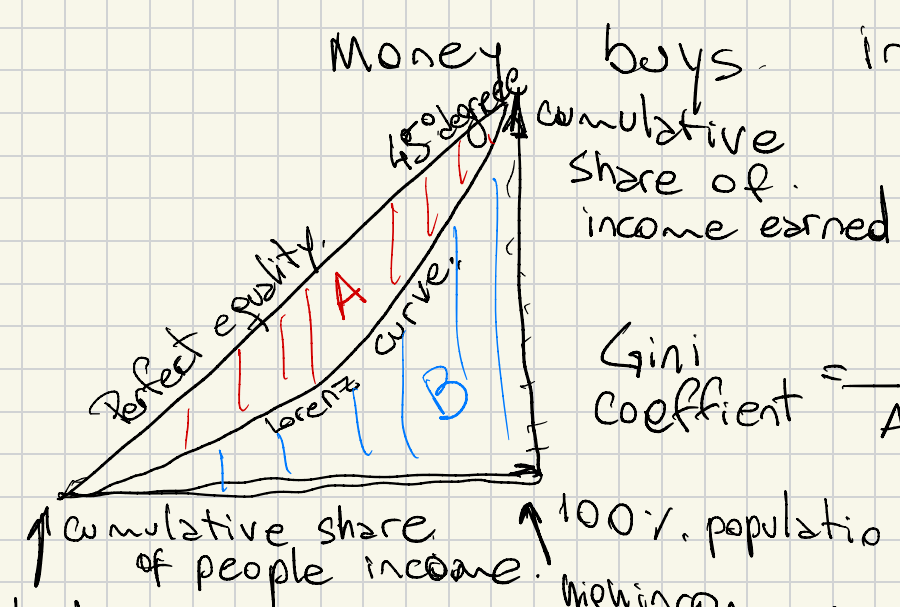 Money buys. in
45° degree
cumulative
share of.
income earned
Perfect equality.
A
Lorenz curve.
B
Gini
coeffient =
A
cumulative share
of people income.
100%. populatio